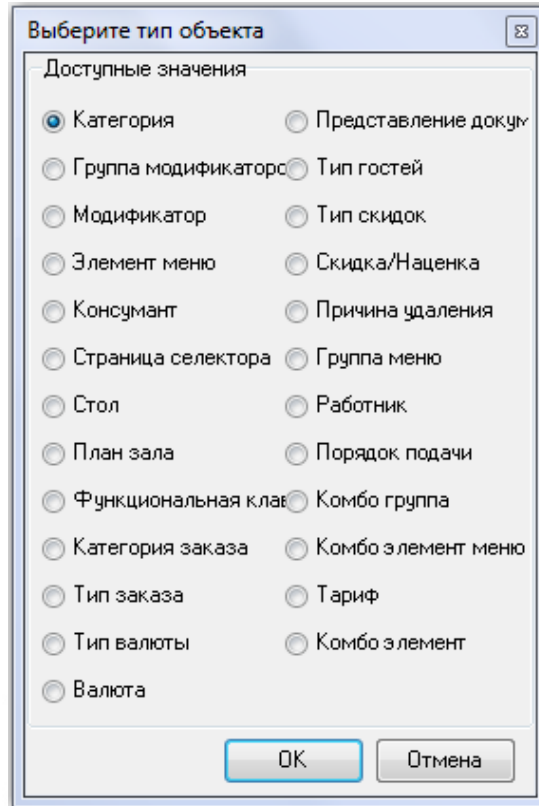 Выберите тип объекта
Доступные значения
Категория
Группа модификаторо
Модификатор
Элемент меню
Консумант
Страница селектора
Стол
План зала
Функциональная клав
Категория заказа
Тип заказа
Тип валюты
Валюта
Представление докум
Тип гостей
Тип скидок
Скидка/Наценка
Причина удаления
Группа меню
Работник
Порядок подачи
Комбо группа
Комбо элемент меню
Тариф
Комбо элемент
OK
Отмена